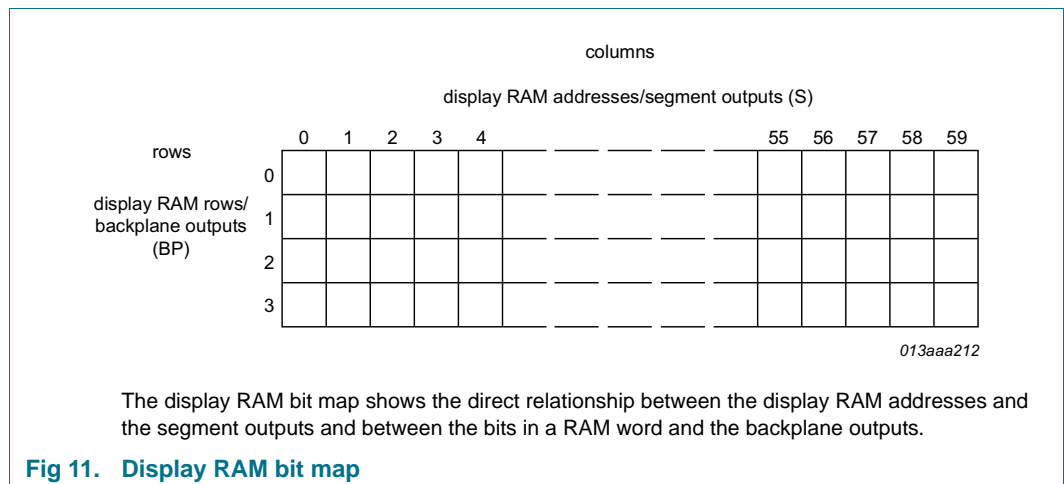 columns
display RAM addresses/segment outputs (S)
0 1 2 3 4 55 56 57 58 59
rows
0
display RAM rows/
backplane outputs
(BP)
1
2
3
013aaa212
The display RAM bit map shows the direct relationship between the display RAM addresses and
the segment outputs and between the bits in a RAM word and the backplane outputs.
Fig 11. Display RAM bit map